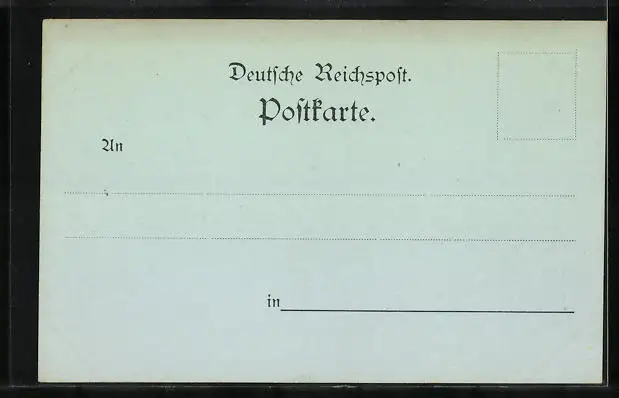 Deutſche Reichspoſt.
Poſtkarte.
An
in